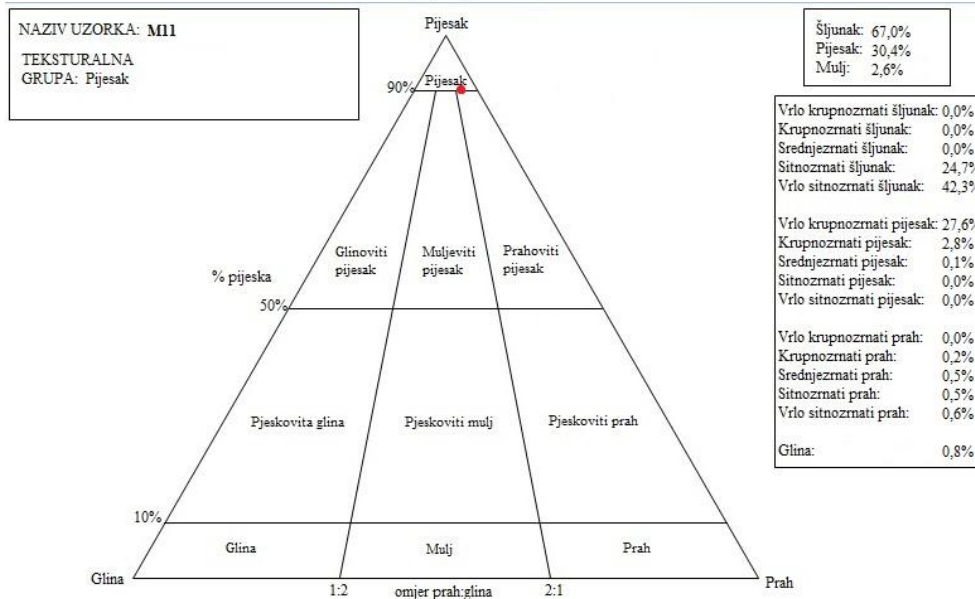 NAZIV UZORKA: M11
TEKSTURALNA
GRUPA: Pijesak
Pijesak
90%
Pijesak
Glinoviti
pijesak
Muljeviti
pijesak
Prahoviti
pijesak
% pijeska
50%
Pjeskovita glina
Pjeskoviti mulj
Pjeskoviti prah
10%
Glina
Mulj
Prah
Glina
1:2
omjer prah:glina
2:1
Prah
Šljunak: 67,0%
Pijesak: 30,4%
Mulj: 2,6%
Vrlo krupnozrnati šljunak: 0,0%
Krupnozrnati šljunak: 0,0%
Srednjezrnati šljunak: 0,0%
Sitnozrnati šljunak: 24,7%
Vrlo sitnozrnati šljunak: 42,3%
Vrlo krupnozrnati pijesak: 27,6%
Krupnozrnati pijesak: 2,8%
Srednjezrnati pijesak: 0,1%
Sitnozrnati pijesak: 0,0%
Vrlo sitnozrnati pijesak: 0,0%
Vrlo krupnozrnati prah: 0,0%
Krupnozrnati prah: 0,2%
Srednjezrnati prah: 0,5%
Sitnozrnati prah: 0,5%
Vrlo sitnozrnati prah: 0,6%
Glina: 0,8%